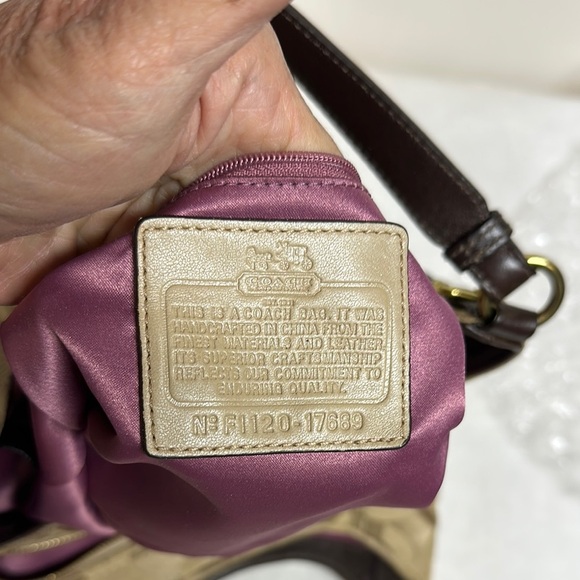 COACH
EST. 1941
THIS IS A COACH BAG. IT WAS
HANDCRAFTED IN CHINA FROM THE
FINEST MATERIALS AND LEATHER.
IT'S SUPERIOR CRAFTSMANSHIP
REFLECTS OUR COMMITMENT TO
ENDURING QUALITY.
Nº F1120-17689